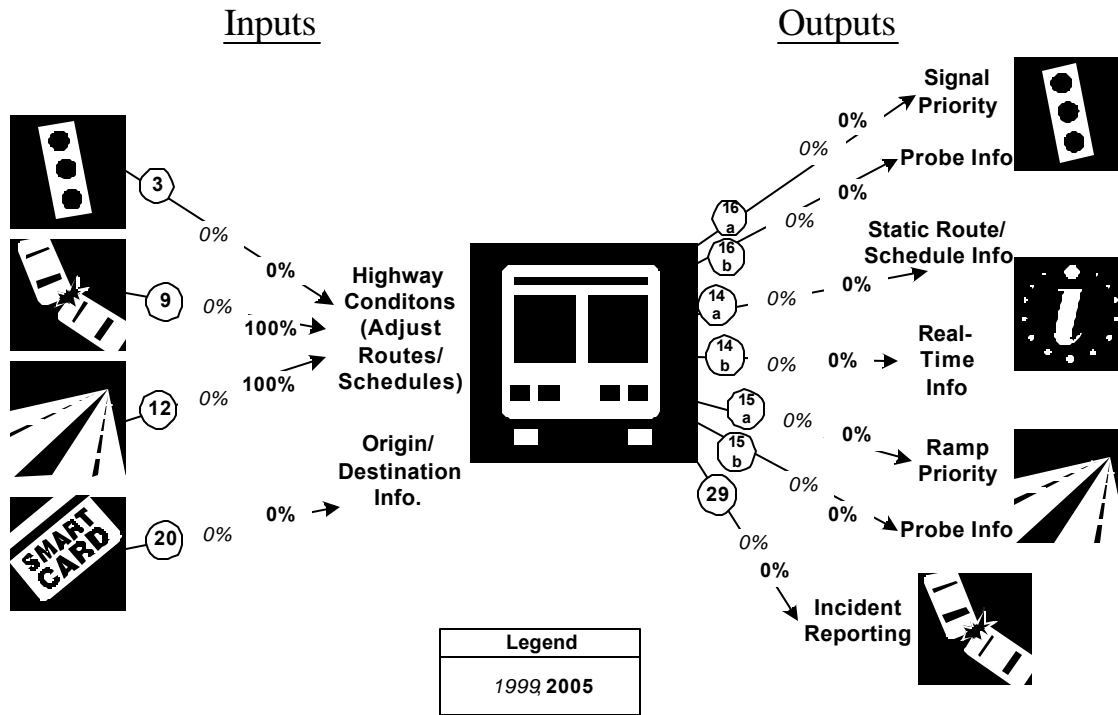 Inputs
Outputs
3
0%
0%
9
0%
100%
12
0%
100%
20
0%
0%
SMART
CARD
Highway
Conditons
(Adjust
Routes/
Schedules)
Origin/
Destination
Info.
16
a
0%
0%
Signal
Priority
16
b
0%
0%
Probe Info
14
a
0%
0%
Static Route/
Schedule Info
i
14
b
0%
0%
Real-
Time
Info
15
a
0%
0%
Ramp
Priority
15
b
0%
0%
Probe Info
29
0%
0%
Incident
Reporting
Legend
1999, 2005